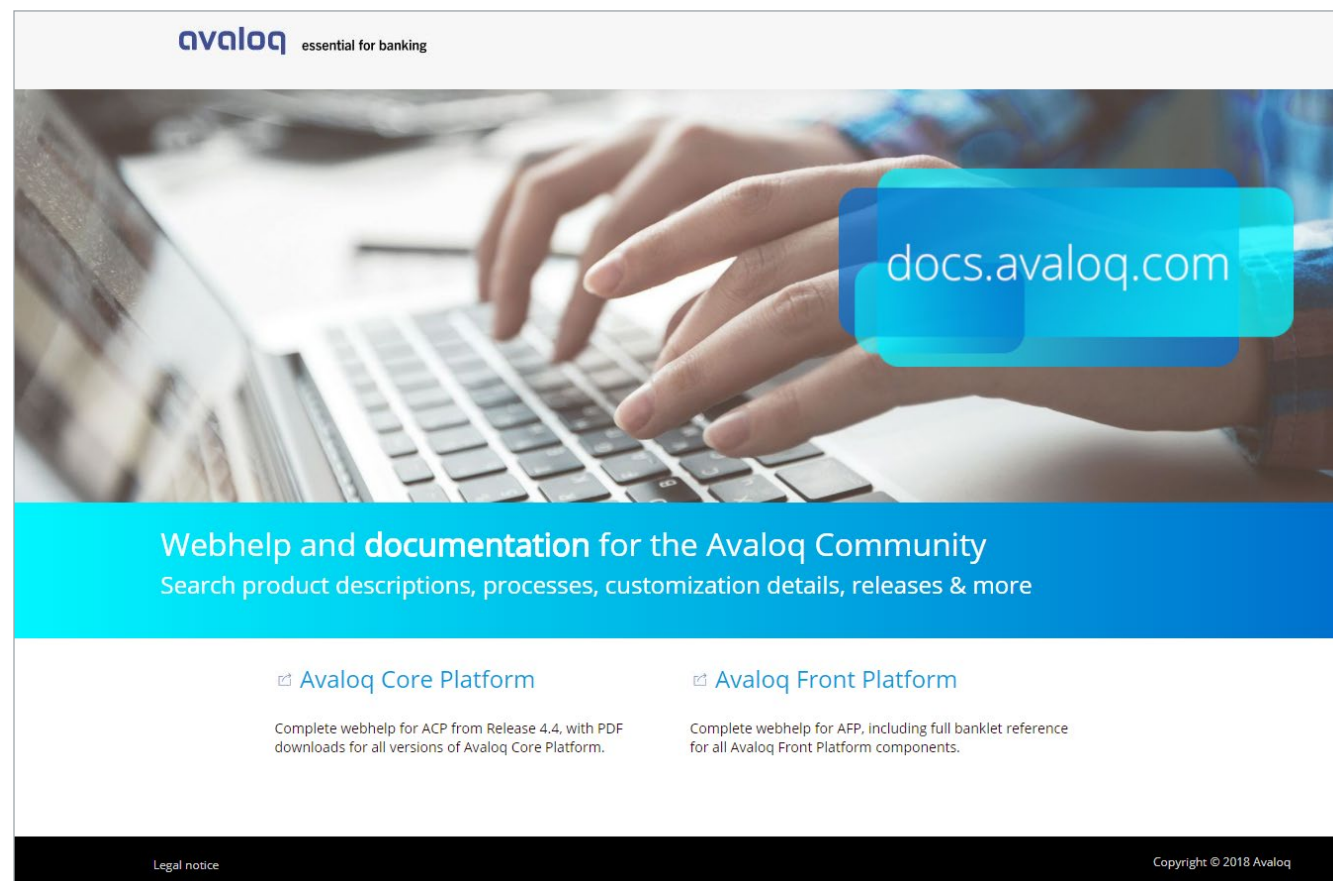 avaloq essential for banking
docs.avaloq.com
Webhelp and documentation for the Avaloq Community
Search product descriptions, processes, customization details, releases & more
Avaloq Core Platform
Complete webhelp for ACP from Release 4.4, with PDF
downloads for all versions of Avaloq Core Platform.
Avaloq Front Platform
Complete webhelp for AFP, including full banklet reference
for all Avaloq Front Platform components.
Legal notice
Copyright © 2018 Avaloq